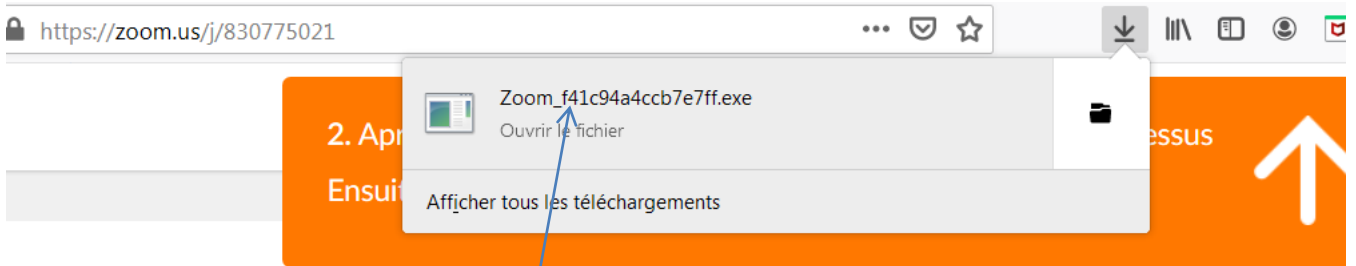 https://zoom.us/j/830775021
Zoom_f41c94a4ccb7e7ff.exe
Ouvrir le fichier
2. Apr
essus
Ensuit
Afficher tous les téléchargements